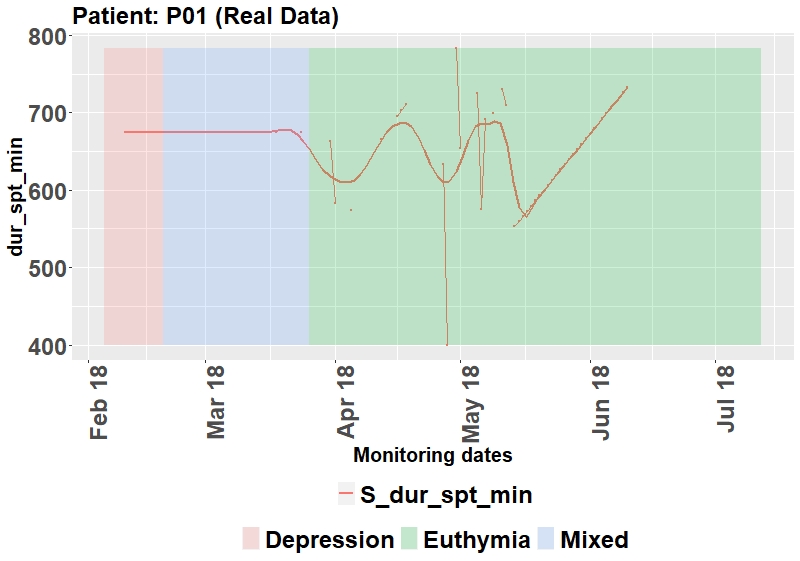 Patient: P01 (Real Data)
800
700
600
500
400
dur_spt_min
Feb 18
Mar 18
Apr 18
May 18
Jun 18
Jul 18
Monitoring dates
S_dur_spt_min
Depression Euthymia Mixed